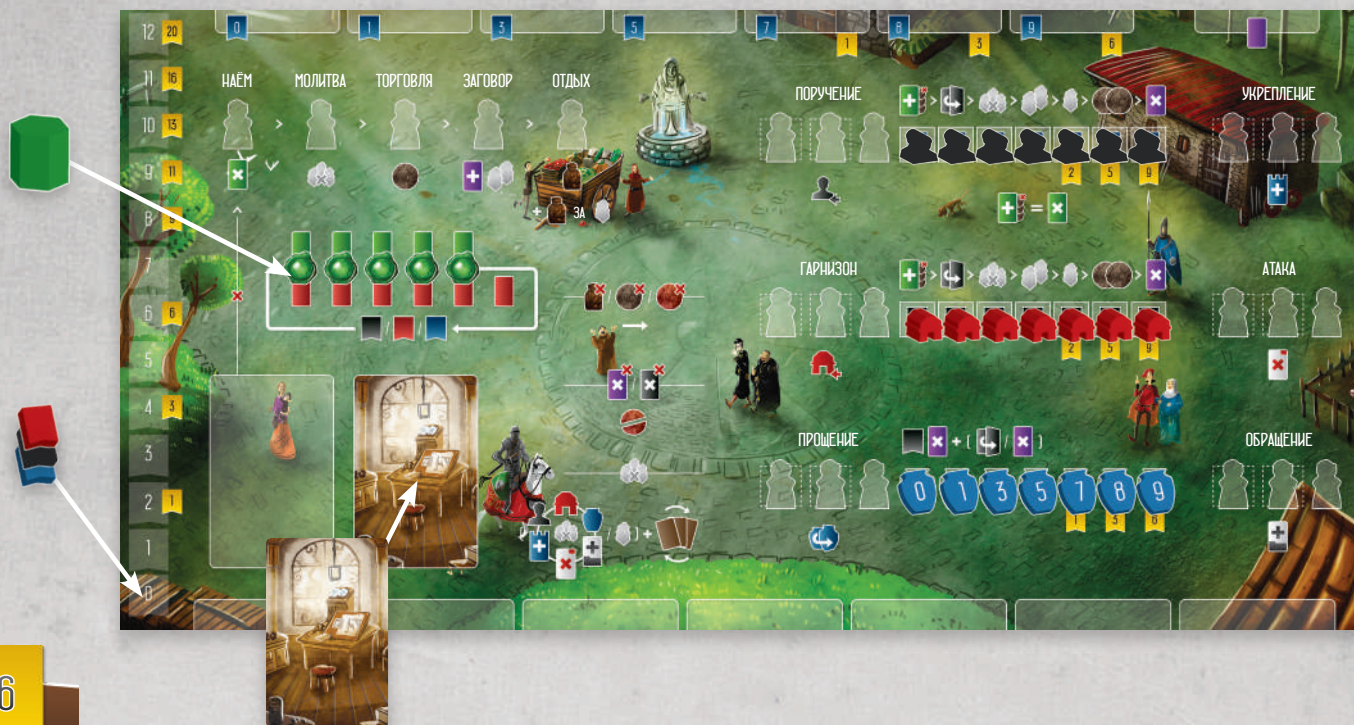 12 20 0 1 3 5 7 8 9
1 3 6
11 16 НАЁМ МОЛИТВА ТОРГОВЛЯ ЗАГОВОР ОТДЫХ ПОРУЧЕНИЕ УКРЕПЛЕНИЕ
10 13
9 11 2 5 9
8 9 + ЗА
+ = ×
7 ГАРНИЗОН АТАКА
6 6
5 2 5 9
4 3
3 ПРОЩЕНИЕ ОБРАЩЕНИЕ
2 1 0 1 3 5 7 8 9
1 3 6
1
0
6